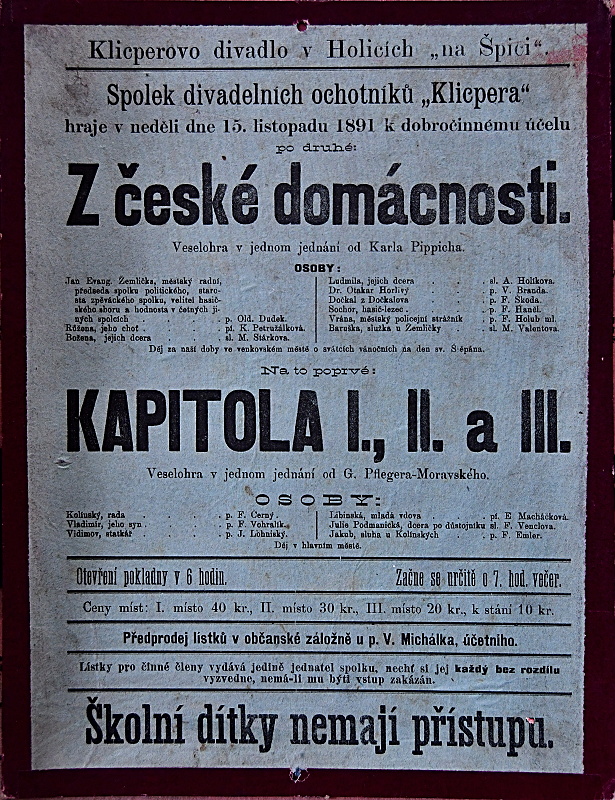 Klicperovo divadlo v Holicích „na Špici“.
Spolek divadelních ochotníků „Klicpera“
hraje v neděli dne 15. listopadu 1891 k dobročinnému účelu
po druhé:
Z české domácnosti.
Veselohra v jednom jednání od Karla Pippicha.
OSOBY:
Jan Evang. Žemlička, městský radní,
předseda spolku politického, staro-
sta zpěváckého spolku, velitel hasič-
ského sboru a hodnosta v četných ji-
ných spolcích . . . p. Old. Dudek.
Růžena, jeho choť . . . pí. K. Petružálková.
Božena, jejich dcera . . . sl. M. Stárkova.
Ludmila, jejich dcera . . . sl. A. Holíkova.
Dr. Otakar Horlivý . . . p. V. Branda.
Dočkal z Dočkalova . . . p. F. Škoda.
Sochor, hasič-lezec . . . p. F. Haněl.
Vrána, městský policejní strážník . p. F. Holub ml.
Baruška, služka u Žemličky . . sl. M. Valentova.
Děj za naší doby ve venkovském městě o svátcích vánočních na den sv. Štěpána.
Na to poprvé:
KAPITOLA I., II. a III.
Veselohra v jednom jednání od G. Pflegera-Moravského.
OSOBY:
Kolínský, rada . . . p. F. Černý.
Vladimír, jeho syn . . . p. F. Vohralík.
Vidimov, statkář . . . p. J. Lohniský.
Libinská, mladá vdova . . . pí. E Macháčková.
Julie Podmanická, dcera po důstojníku sl. F. Venclova.
Jakub, sluha u Kolínských . . p. F. Emler.
Děj v hlavním městě.
Otevření pokladny v 6 hodin. Začne se určitě o 7. hod. večer.
Ceny míst: I. místo 40 kr., II. místo 30 kr., III. místo 20 kr., k stání 10 kr.
Předprodej lístků v občanské záložně u p. V. Michálka, účetního.
Lístky pro činné členy vydává jedině jednatel spolku, nechť si jej každý bez rozdílu
vyzvedne, nemá-li mu býti vstup zakázán.
Školní dítky nemají přístupu.